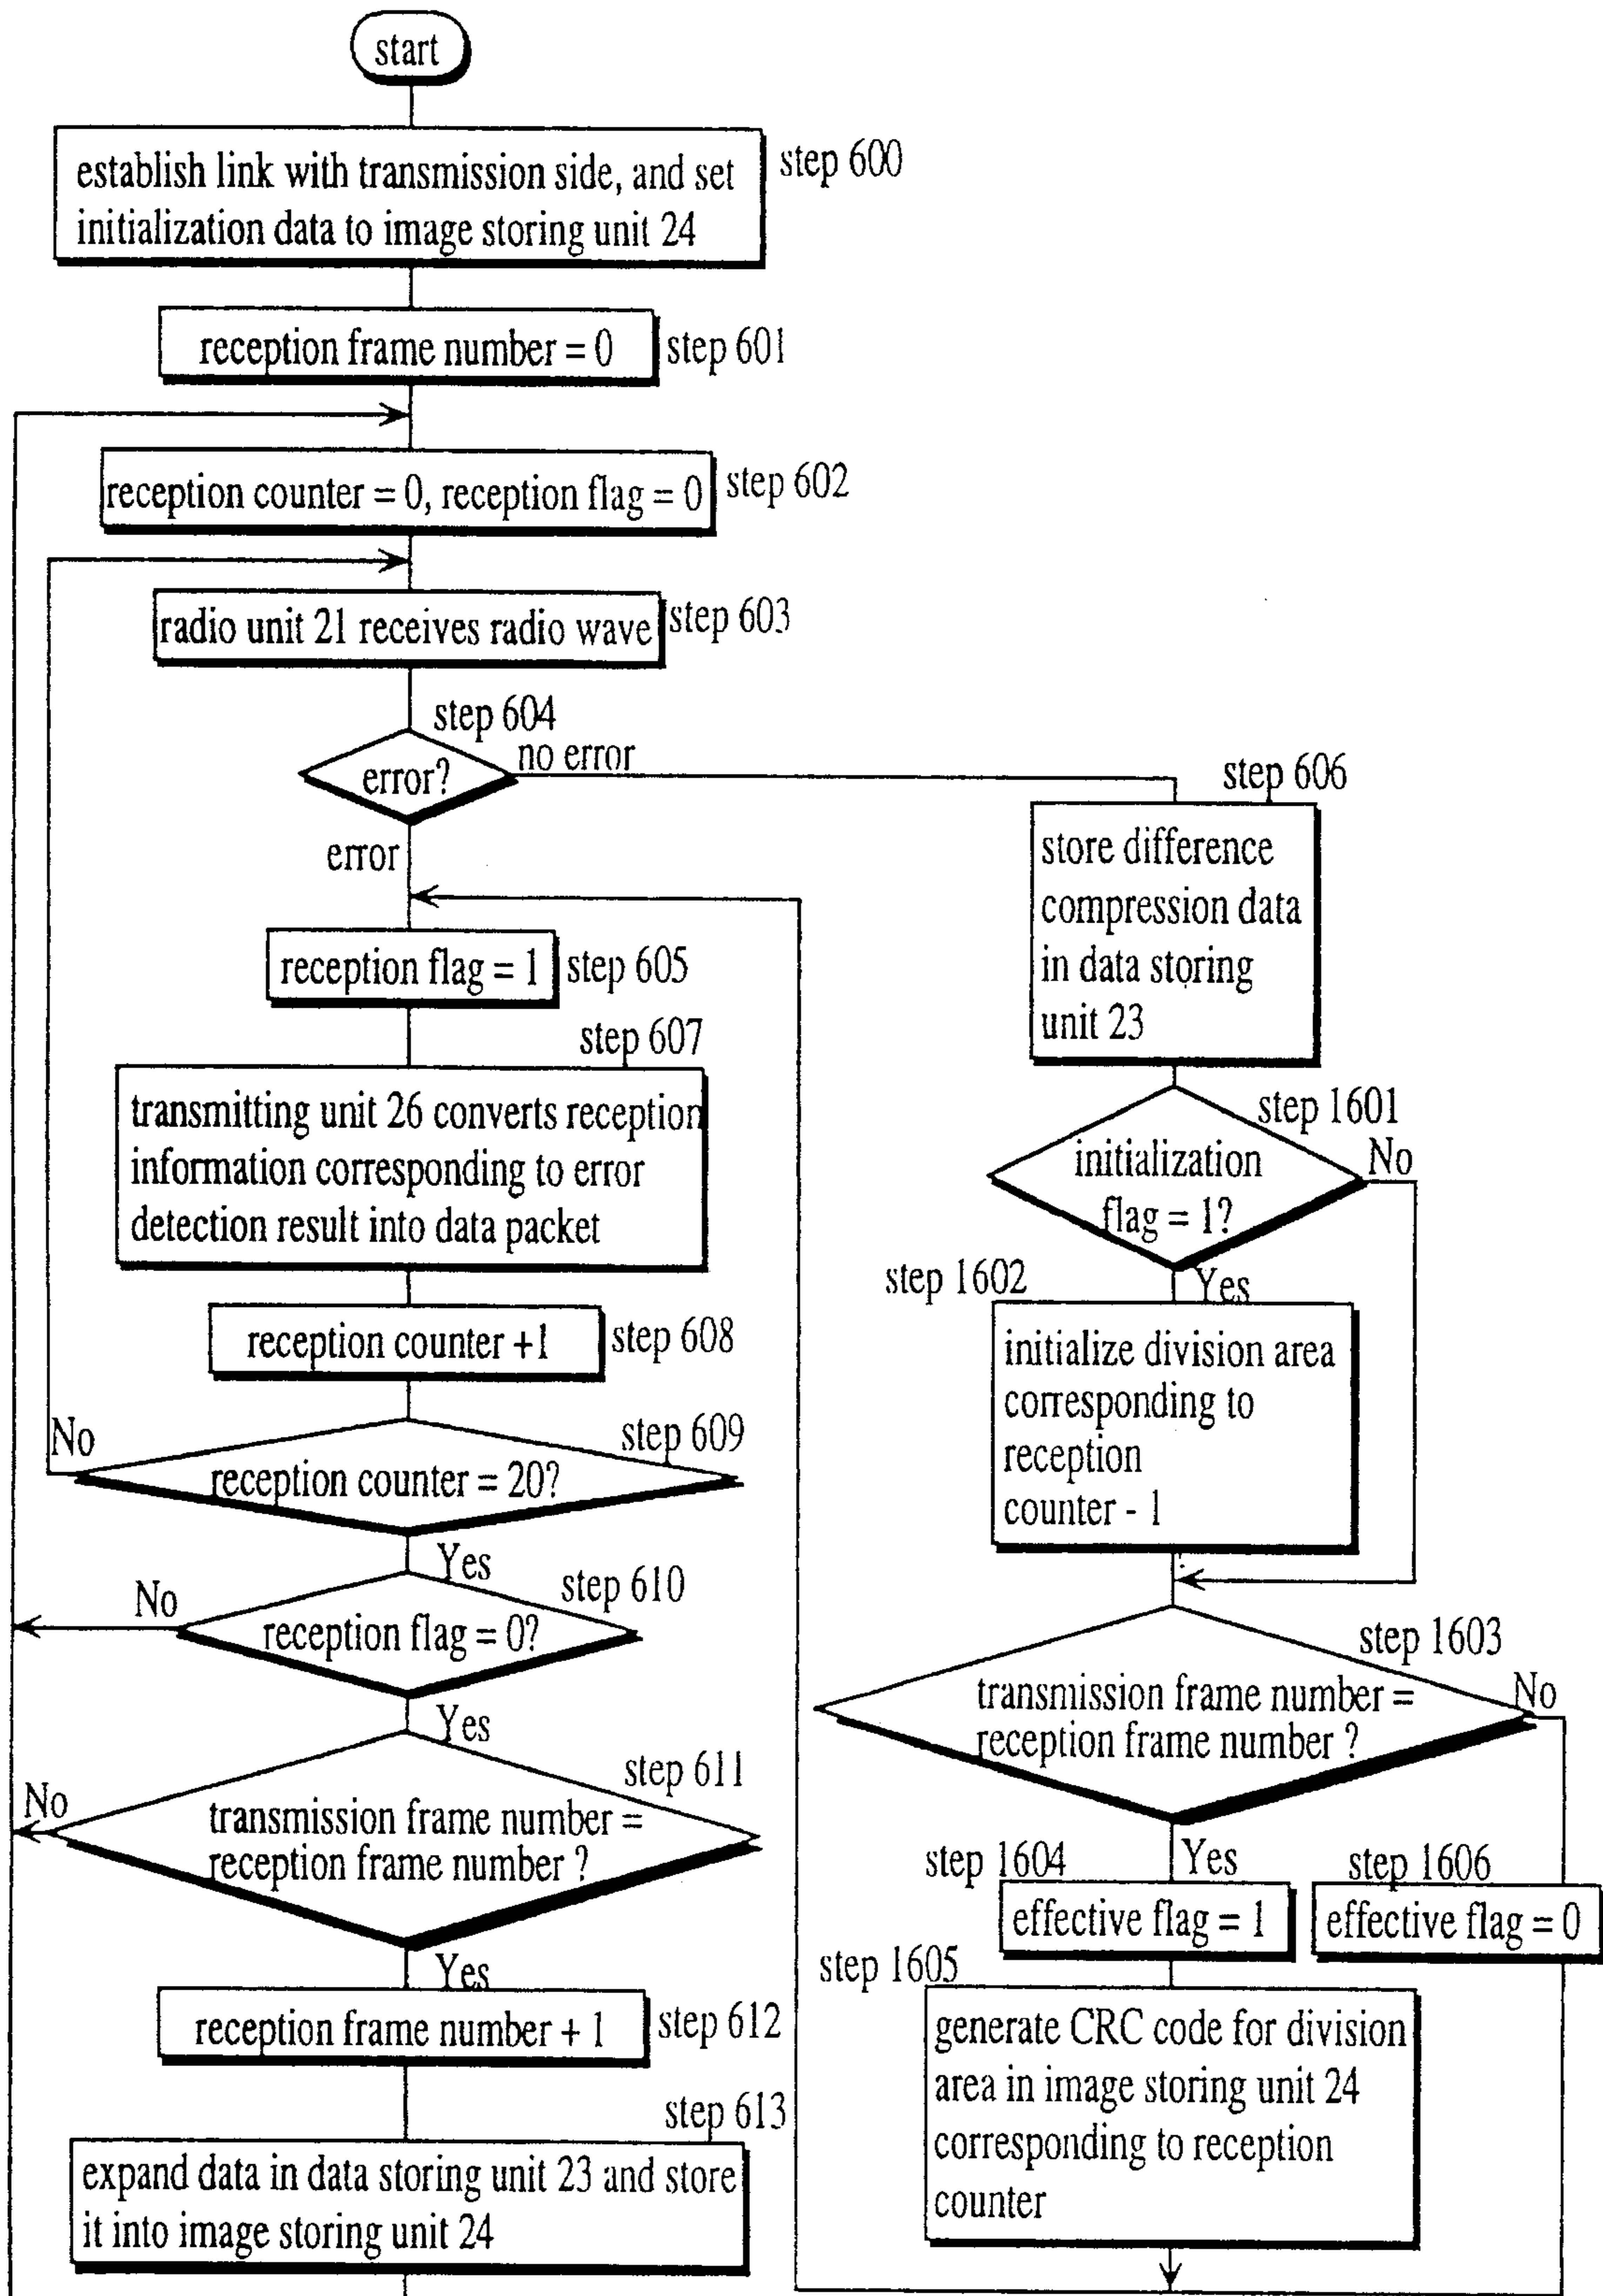 start
establish link with transmission side, and set
initialization data to image storing unit 24
step 600
reception frame number = 0
step 601
reception counter = 0, reception flag = 0
step 602
radio unit 21 receives radio wave
step 603
step 604
error?
no error
error
reception flag = 1
step 605
step 607
transmitting unit 26 converts reception
information corresponding to error
detection result into data packet
reception counter +1
step 608
step 609
No
reception counter = 20?
Yes
step 610
No
reception flag = 0?
Yes
step 611
No
transmission frame number =
reception frame number ?
Yes
reception frame number + 1
step 612
step 613
expand data in data storing unit 23 and store
it into image storing unit 24
step 606
store difference
compression data
in data storing
unit 23
step 1601
initialization
flag = 1?
No
step 1602
Yes
initialize division area
corresponding to
reception
counter - 1
step 1603
transmission frame number =
reception frame number ?
No
step 1604
Yes
effective flag = 1
step 1606
effective flag = 0
step 1605
generate CRC code for division
area in image storing unit 24
corresponding to reception
counter